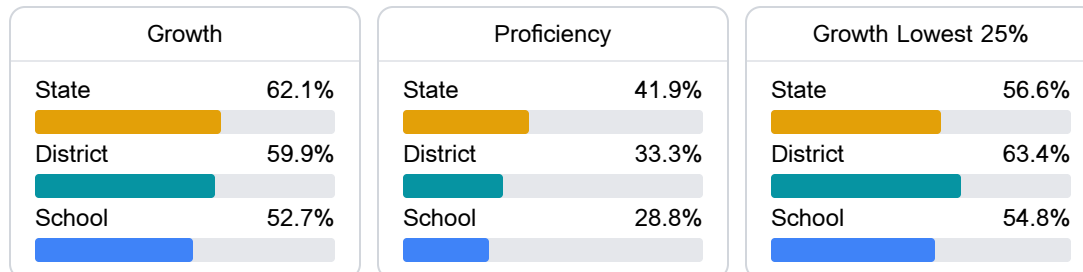 Growth
State 62.1%
District 59.9%
School 52.7%
Proficiency
State 41.9%
District 33.3%
School 28.8%
Growth Lowest 25%
State 56.6%
District 63.4%
School 54.8%